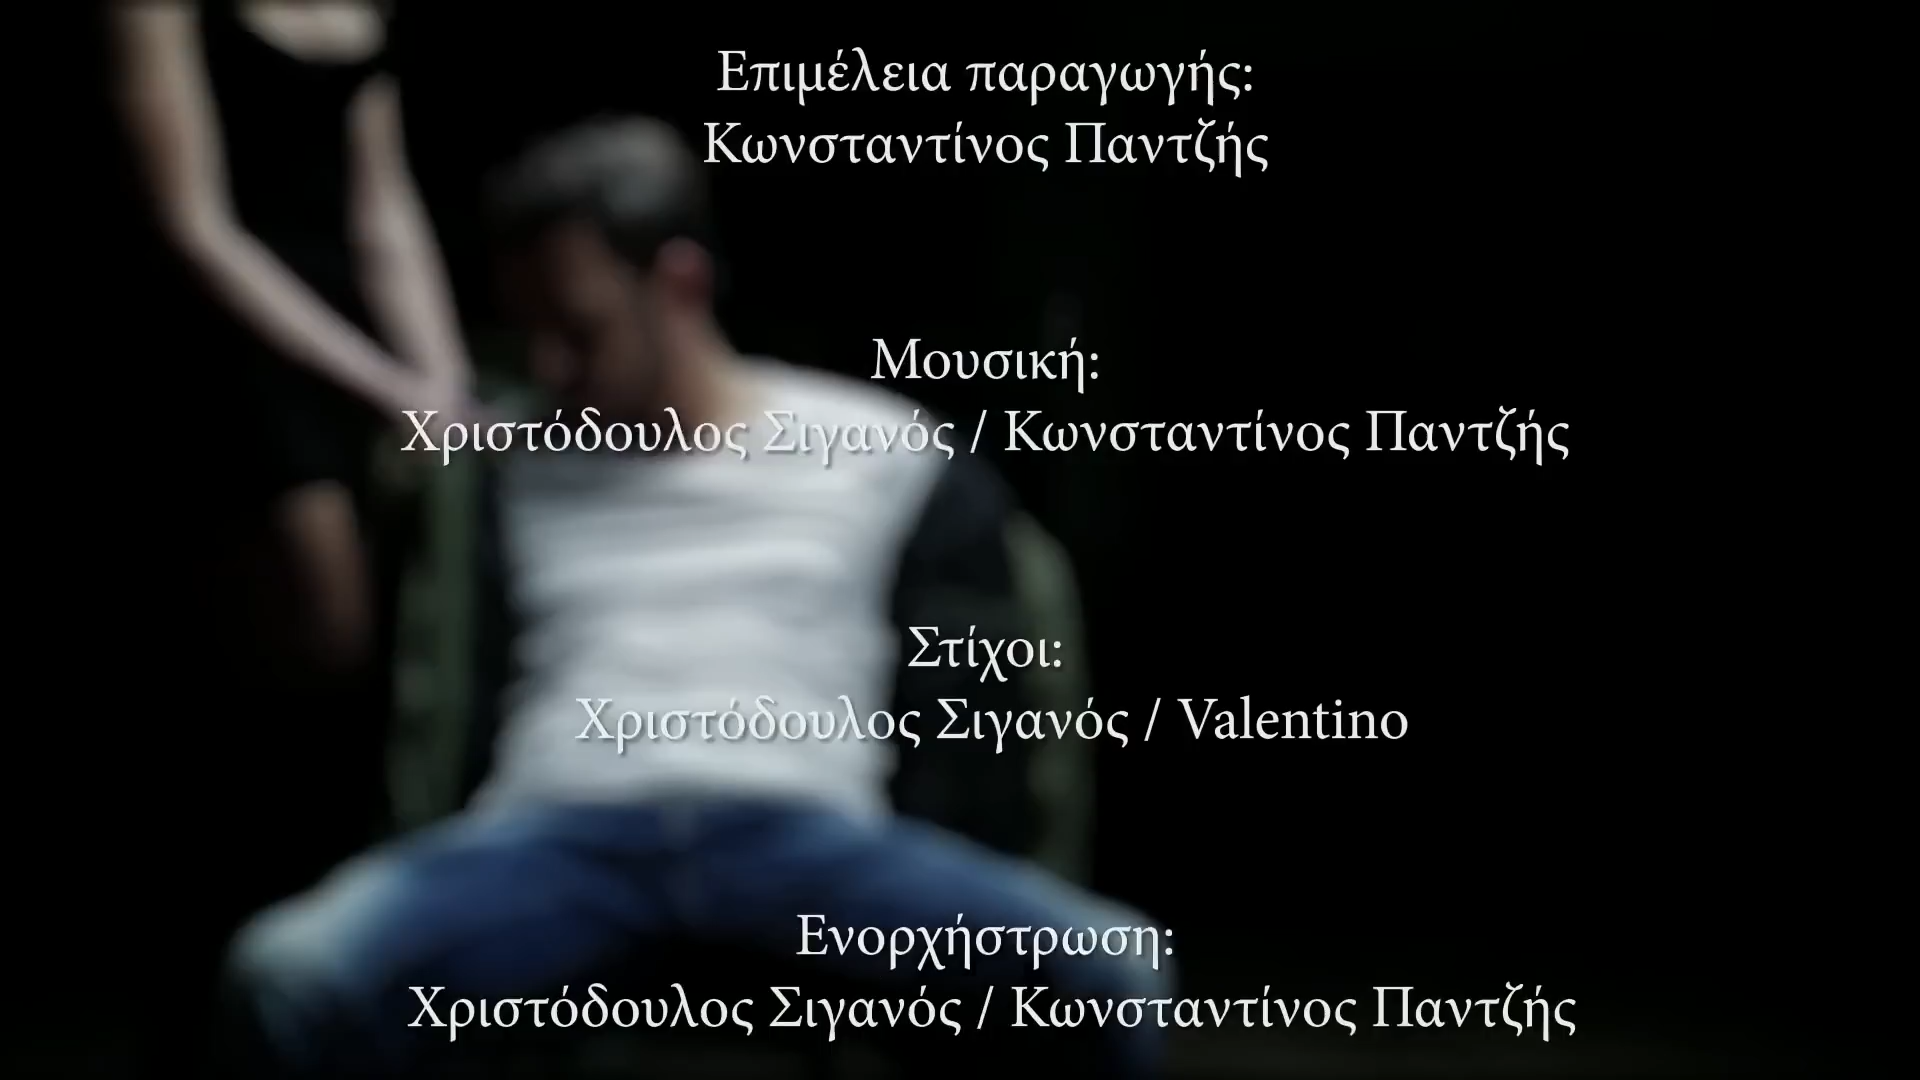 Επιμέλεια παραγωγής:
Κωνσταντίνος Παντζής
Μουσική:
Χριστόδουλος Σιγανός / Κωνσταντίνος Παντζής
Στίχοι:
Χριστόδουλος Σιγανός / Valentino
Ενορχήστρωση:
Χριστόδουλος Σιγανός / Κωνσταντίνος Παντζής